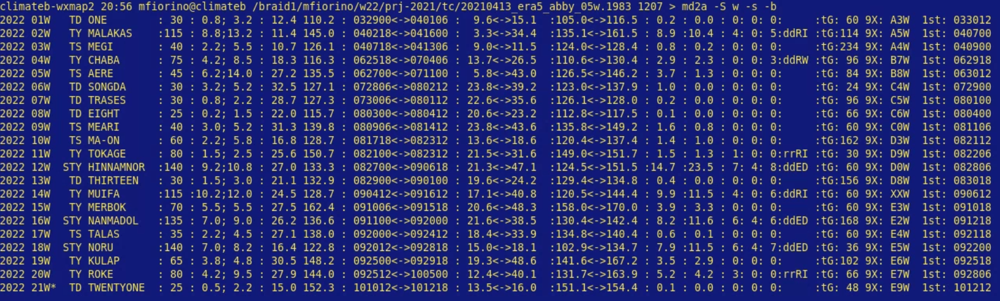 climateb-wxmap2 20:56 mfiorino@climateb /braid1/mfiorino/w22/prj-2021/tc/20210413_era5_abby_05w.1983 1207 > md2a -S w -s -b
2022 01W   TD ONE       : 30 : 0.8; 3.2 : 12.4 110.2 : 032900<->040106 :  9.6<->15.1  :105.0<->116.5 : 0.2 : 0.0 : 0: 0: 0:     :tG: 60 9X: A3W  1st: 033012
2022 02W   TY MALAKAS   :115 : 8.8;13.2 : 11.4 145.0 : 040218<->041600 :  3.3<->34.4  :135.1<->161.5 : 8.9 :10.4 : 4: 0: 5:ddRI :tG:114 9X: A5W  1st: 040700
2022 03W   TS MEGI      : 40 : 2.2; 5.5 : 10.7 126.1 : 040718<->041306 :  9.0<->11.5  :124.0<->128.4 : 0.8 : 0.2 : 0: 0: 0:     :tG:234 9X: A4W  1st: 040900
2022 04W   TY CHABA     : 75 : 4.2; 8.5 : 18.3 116.3 : 062518<->070406 : 13.7<->26.5  :110.6<->130.4 : 2.9 : 2.3 : 0: 0: 3:ddRW :tG: 96 9X: B7W  1st: 062918
2022 05W   TS AERE      : 45 : 6.2;14.0 : 27.2 135.5 : 062700<->071100 :  5.8<->43.0  :126.5<->146.2 : 3.7 : 1.3 : 0: 0: 0:     :tG: 84 9X: B8W  1st: 063012
2022 06W   TD SONGDA    : 30 : 3.2; 5.2 : 32.5 127.1 : 072806<->080212 : 23.8<->39.2  :123.0<->137.9 : 1.0 : 0.0 : 0: 0: 0:     :tG: 24 9X: C4W  1st: 072900
2022 07W   TD TRASES    : 30 : 0.8; 2.2 : 28.7 127.3 : 073006<->080112 : 22.6<->35.6  :126.1<->128.0 : 0.2 : 0.0 : 0: 0: 0:     :tG: 96 9X: C5W  1st: 080100
2022 08W   TD EIGHT     : 25 : 0.2; 1.5 : 22.0 115.7 : 080300<->080412 : 20.6<->23.2  :112.8<->117.5 : 0.1 : 0.0 : 0: 0: 0:     :tG: 66 9X: C6W  1st: 080400
2022 09W   TS MEARI     : 40 : 3.0; 5.2 : 31.3 139.8 : 080906<->081412 : 23.8<->43.6  :135.8<->149.2 : 1.6 : 0.8 : 0: 0: 0:     :tG: 60 9X: C0W  1st: 081106
2022 10W   TS MA-ON     : 60 : 2.2; 5.8 : 16.8 128.7 : 081718<->082312 : 13.6<->18.6  :120.4<->137.4 : 1.4 : 1.0 : 0: 0: 0:     :tG:162 9X: D3W  1st: 082112
2022 11W   TY TOKAGE    : 80 : 1.5; 2.5 : 25.6 150.7 : 082100<->082312 : 21.5<->31.6  :149.0<->151.7 : 1.5 : 1.3 : 1: 0: 0:rrRI :tG: 30 9X: D9W  1st: 082206
2022 12W  STY HINNAMNOR :140 : 9.2;10.8 : 27.0 133.3 : 082700<->090618 : 21.3<->47.1  :124.5<->151.5 :14.7 :23.5 : 7: 4: 8:ddED :tG: 60 9X: D0W  1st: 082806
2022 13W   TD THIRTEEN  : 30 : 1.5; 3.0 : 21.1 132.9 : 082900<->090100 : 19.6<->24.2  :129.4<->134.8 : 0.4 : 0.0 : 0: 0: 0:     :tG:156 9X: D8W  1st: 083018
2022 14W   TY MUIFA     :115 :10.2;12.0 : 24.5 128.7 : 090412<->091612 : 17.1<->40.8  :120.5<->144.4 : 9.9 :11.5 : 4: 0: 6:ddRI :tG: 60 9X: XXW  1st: 090612
2022 15W   TY MERBOK    : 70 : 5.5; 5.5 : 27.5 162.4 : 091006<->091518 : 20.6<->48.3  :158.0<->170.0 : 3.9 : 3.3 : 0: 0: 0:     :tG: 60 9X: E3W  1st: 091018
2022 16W  STY NANMADOL  :135 : 7.0; 9.0 : 26.2 136.6 : 091100<->092000 : 21.6<->38.5  :130.4<->142.4 : 8.2 :11.6 : 6: 4: 6:ddED :tG:168 9X: E2W  1st: 091218
2022 17W   TS TALAS     : 35 : 2.2; 4.5 : 27.1 138.0 : 092000<->092412 : 18.4<->33.9  :134.8<->140.4 : 0.6 : 0.1 : 0: 0: 0:     :tG: 60 9X: E4W  1st: 092118
2022 18W  STY NORU      :140 : 7.0; 8.2 : 16.4 122.8 : 092012<->092818 : 15.0<->18.1  :102.9<->134.7 : 7.9 :11.5 : 6: 4: 7:ddED :tG: 36 9X: E5W  1st: 092200
2022 19W   TY KULAP     : 65 : 3.8; 4.8 : 30.5 148.2 : 092500<->092918 : 19.3<->48.6  :141.6<->167.2 : 3.5 : 2.9 : 0: 0: 0:     :tG:102 9X: E6W  1st: 092518
2022 20W   TY ROKE      : 80 : 4.2; 9.5 : 27.9 144.0 : 092512<->100500 : 12.4<->40.1  :131.7<->163.9 : 5.2 : 4.2 : 3: 0: 0:rrRI :tG: 66 9X: E7W  1st: 092806
2022 21W*  TD TWENTYONE : 25 : 0.5; 2.2 : 15.0 152.3 : 101012<->101218 : 13.5<->16.0  :151.1<->154.4 : 0.1 : 0.0 : 0: 0: 0:     :tG: 48 9X: E9W  1st: 101212